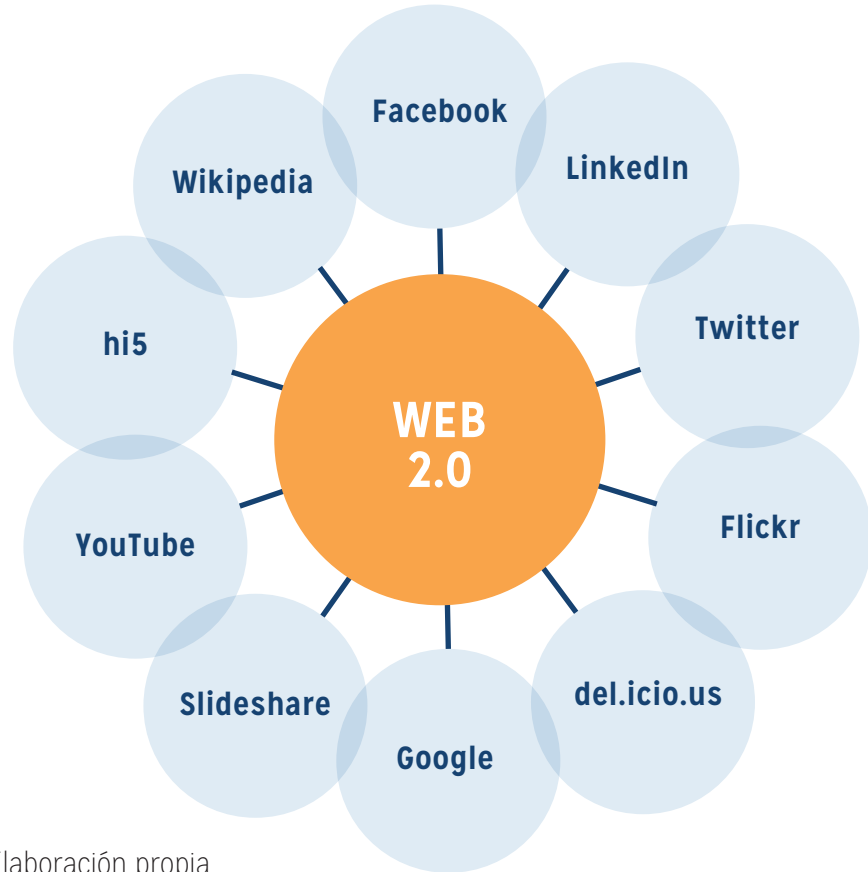 Facebook
LinkedIn
Wikipedia
Twitter
hi5
WEB
2.0
Flickr
YouTube
del.icio.us
Slideshare
Google
laboración propia